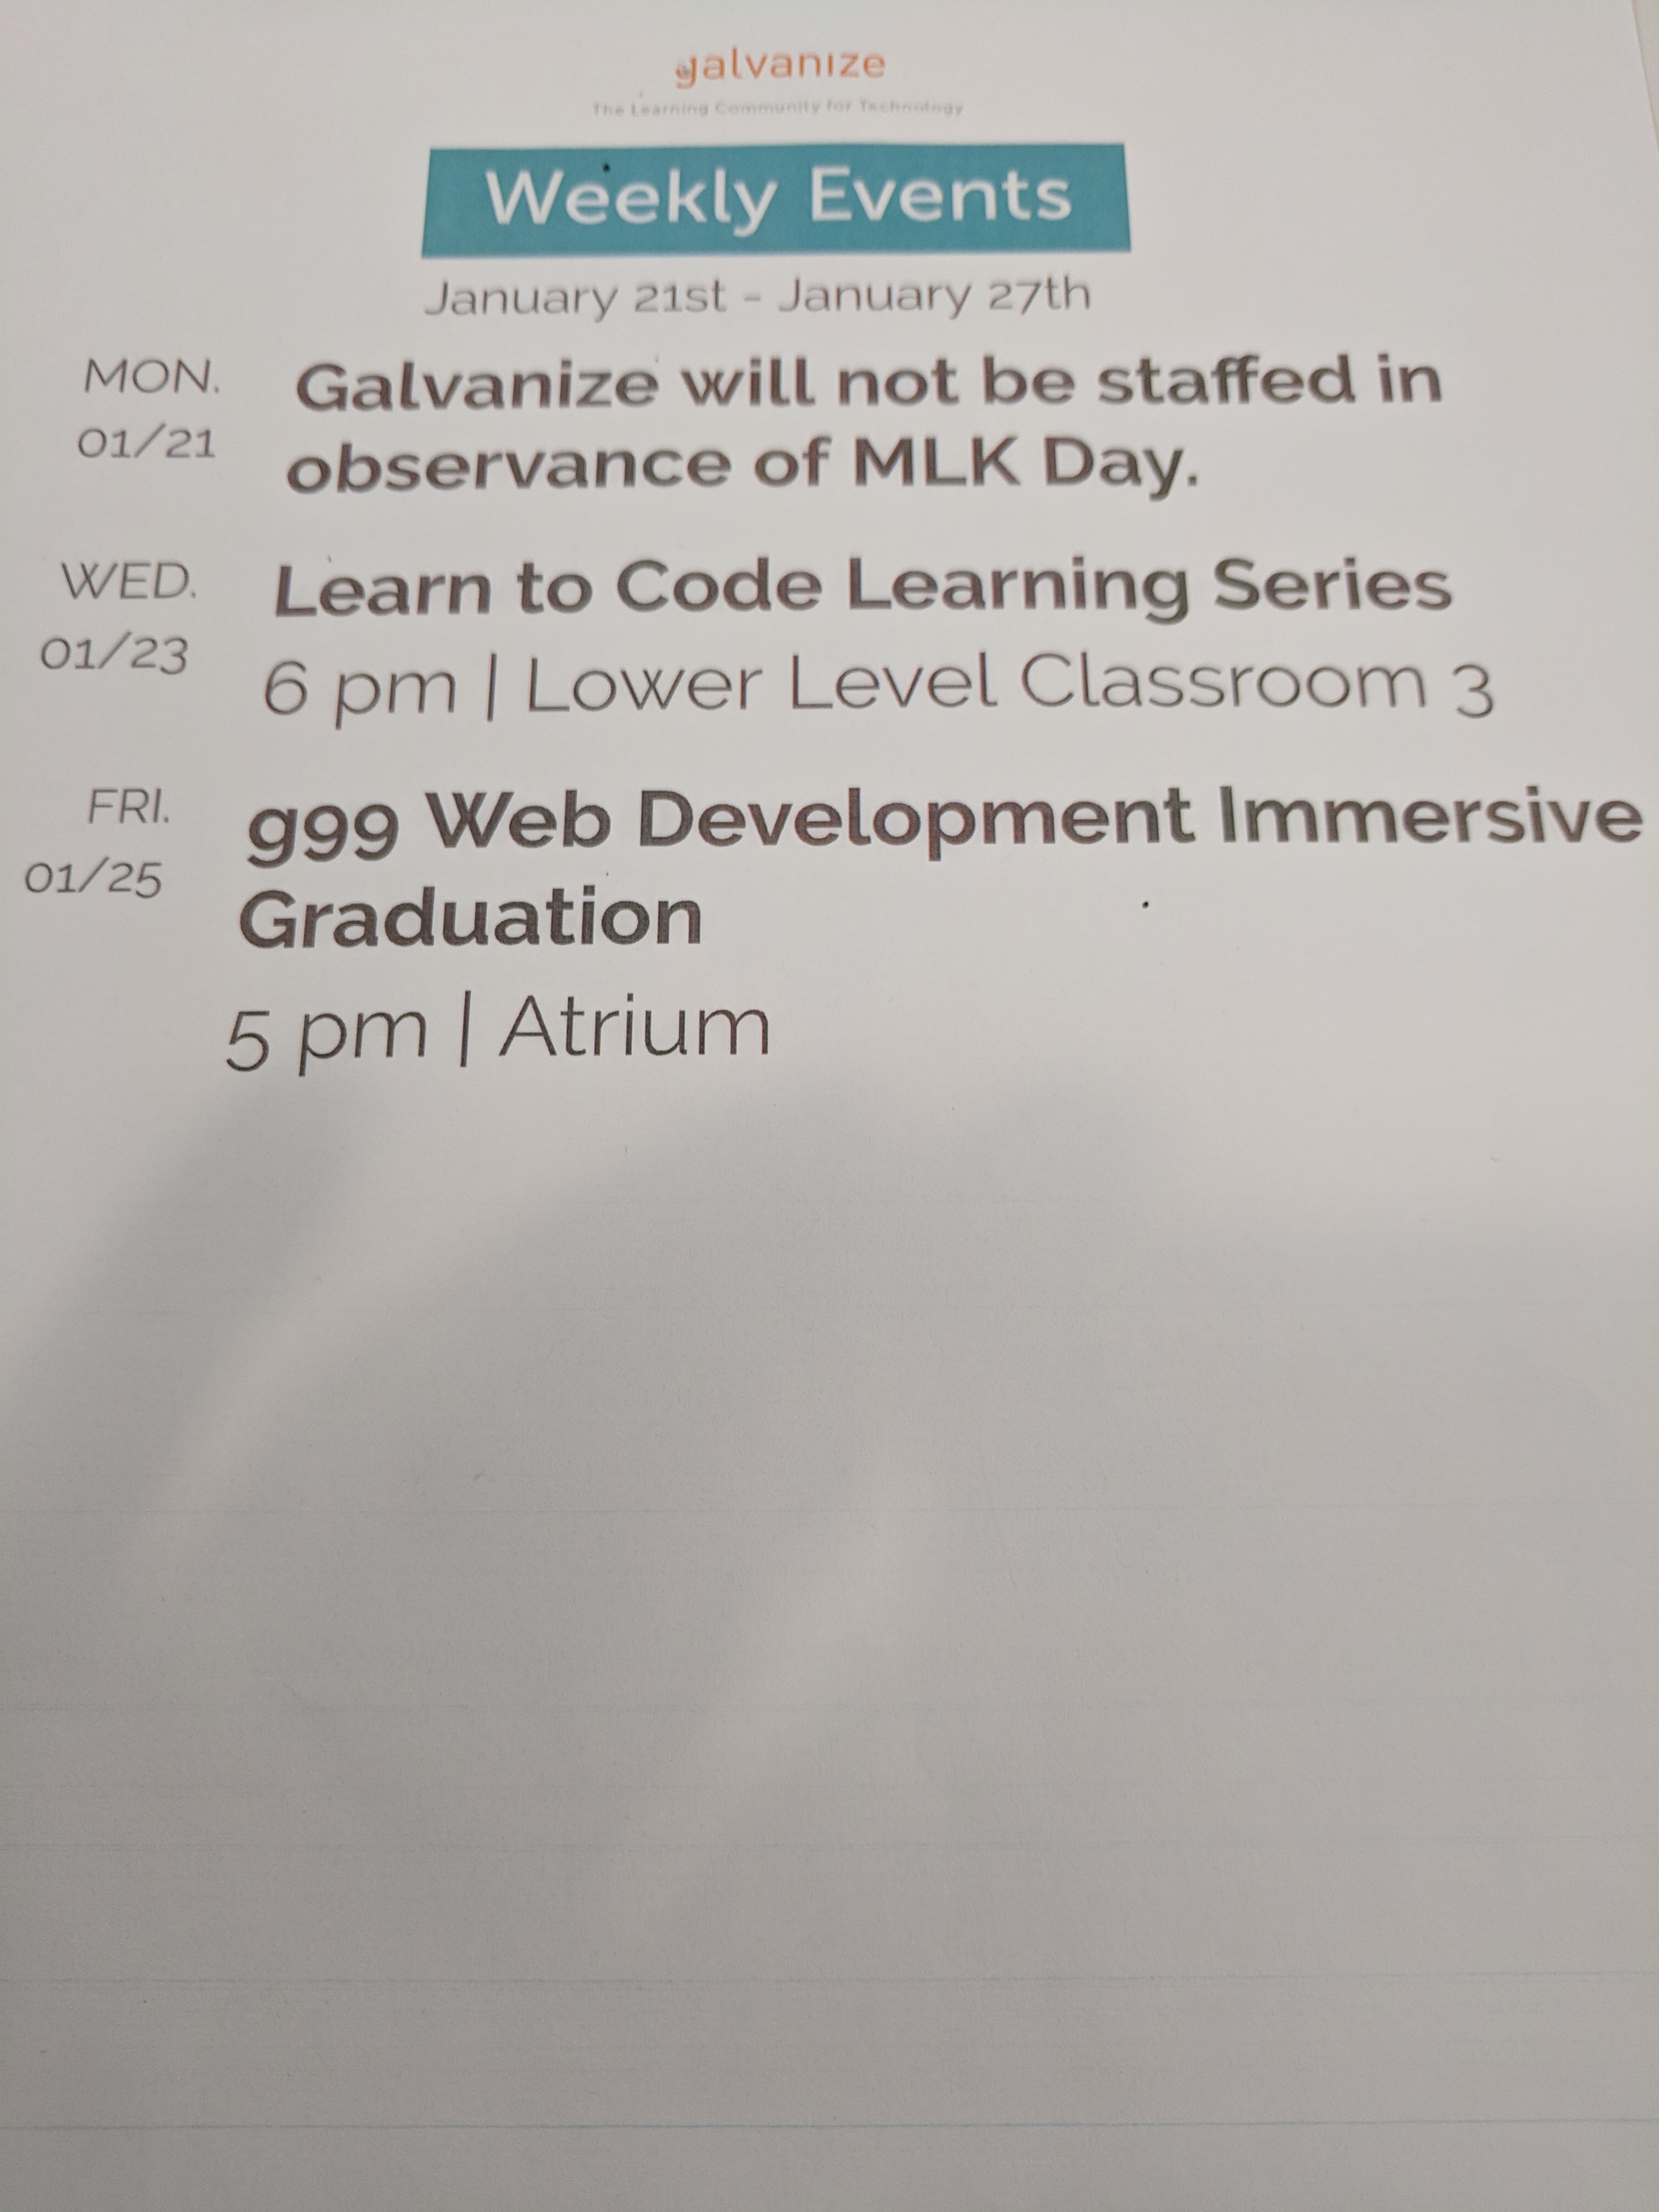 galvanize
The Learning Community for Technology
Weekly Events
January 21st - January 27th
MON.
01/21
Galvanize will not be staffed in
observance of MLK Day.
WED.
01/23
Learn to Code Learning Series
6 pm | Lower Level Classroom 3
FRI.
01/25
g99 Web Development Immersive
Graduation
5 pm | Atrium